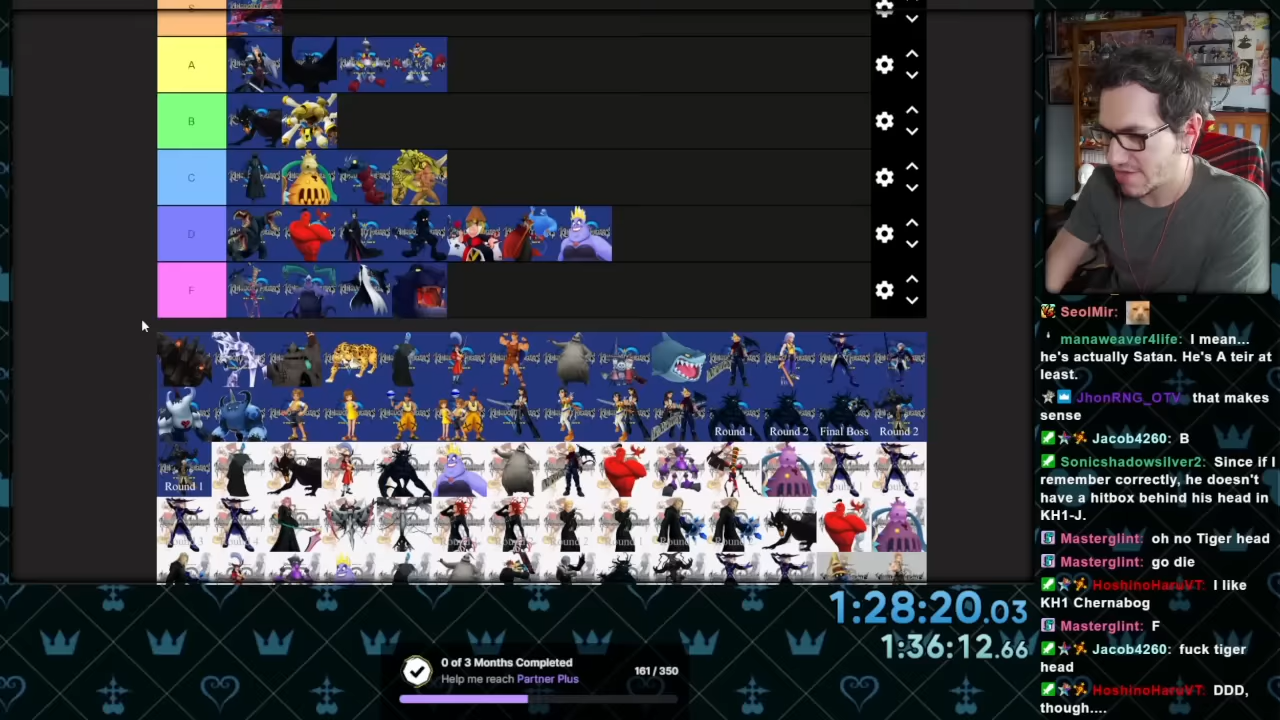 S
A
B
C
D
F
Round 1
Round 2
Final Boss
Round 2
Round 1
SeolMir:
manaweaver4life: I mean...
he's actually Satan. He's A teir at
least.
JhonRNG_OTV: that makes
sense
Jacob4260: B
Sonicshadowsilver2: Since if I
remember correctly, he doesn't
have a hitbox behind his head in
KH1-J.
Masterglint: oh no Tiger head
Masterglint: go die
HoshinoHaruVT: I like
KH1 Chernabog
Masterglint: F
Jacob4260: fuck tiger
head
HoshinoHaruVT: DDD,
though....
1:28:20.03
1:36:12.66
0 of 3 Months Completed
Help me reach Partner Plus
161 / 350